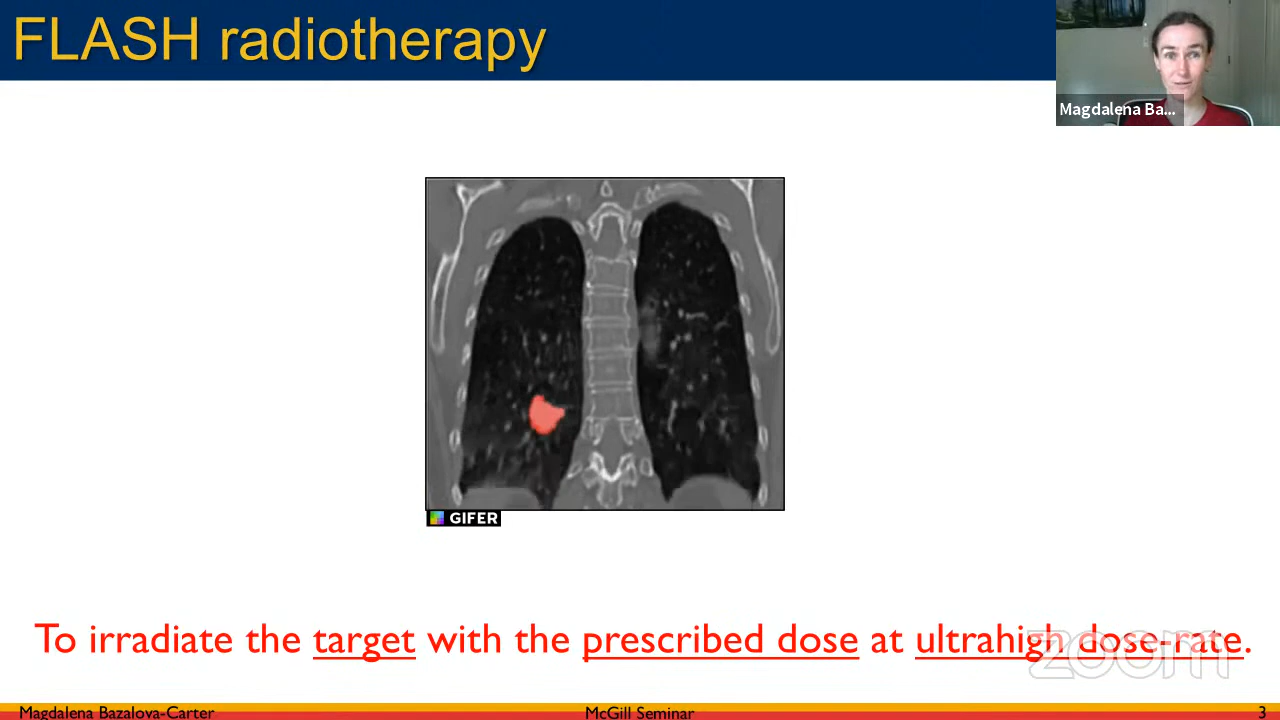 FLASH radiotherapy
Magdalena Ba...
GIFER
To irradiate the target with the prescribed dose at ultrahigh dose-rate.
zoom
Magdalena Bazalova-Carter McGill Seminar 3